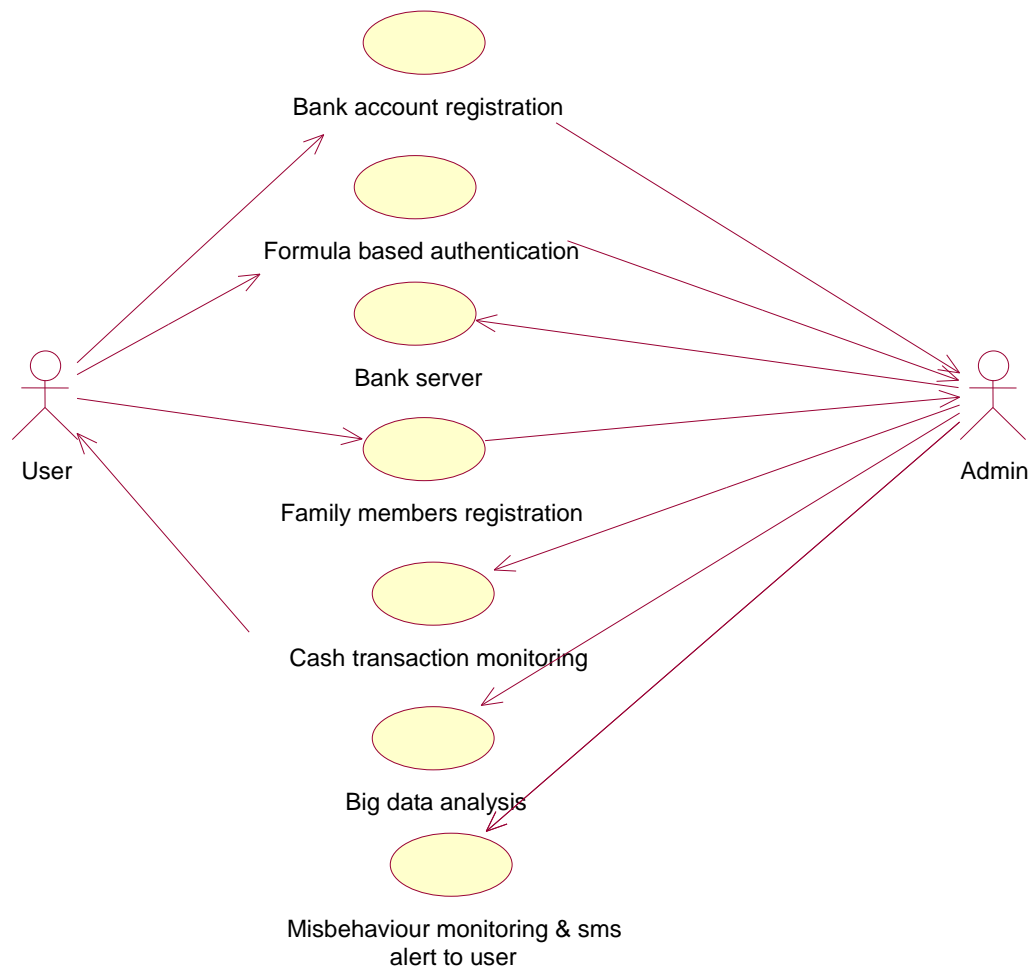 Bank account registration
Formula based authentication
Bank server
User
Admin
Family members registration
Cash transaction monitoring
Big data analysis
Misbehaviour monitoring & sms
alert to user